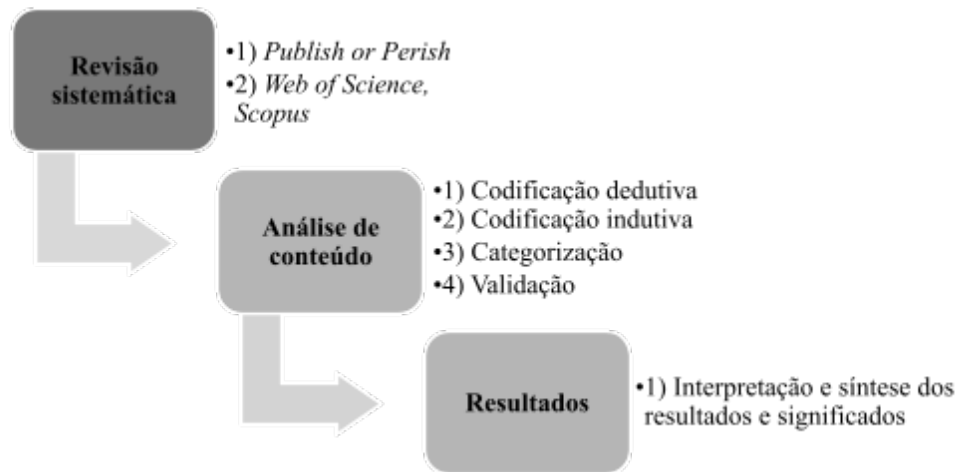 Revisão
sistemática
•1) Publish or Perish
•2) Web of Science,
Scopus
Análise de
conteúdo
•1) Codificação dedutiva
•2) Codificação indutiva
•3) Categorização
•4) Validação
Resultados
•1) Interpretação e síntese dos
resultados e significados